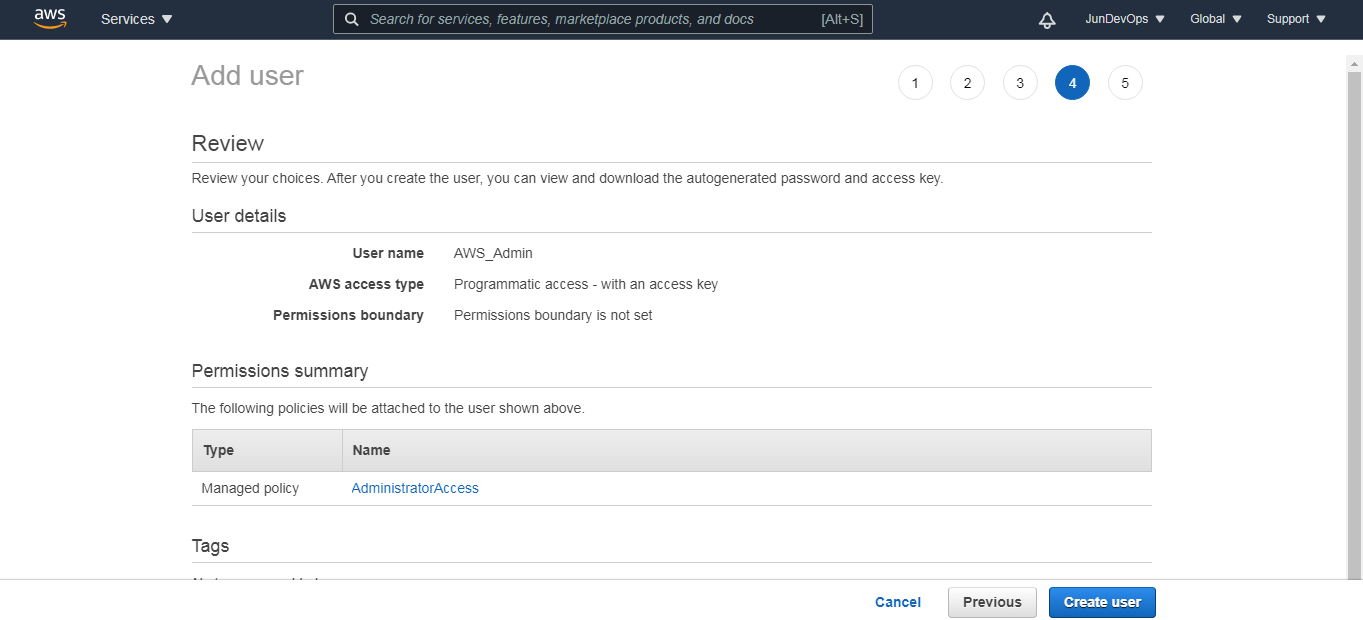 aws Services Search for services, features, marketplace products, and docs [Alt+S] JunDevOps Global Support
Add user
1 2 3 4 5
Review
Review your choices. After you create the user, you can view and download the autogenerated password and access key.
User details
User name AWS_Admin
AWS access type Programmatic access - with an access key
Permissions boundary Permissions boundary is not set
Permissions summary
The following policies will be attached to the user shown above.
Type Name
Managed policy AdministratorAccess
Tags
Cancel Previous Create user